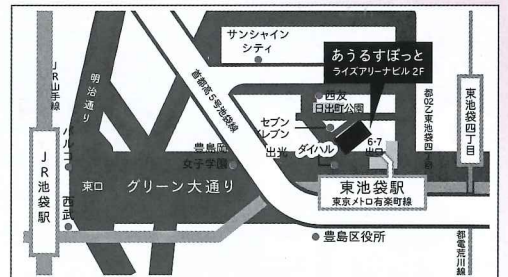 サンシャイン
シティ
あうるすぽっと
ライズアリーナビル 2F
JR山手線
明治通り
首都高5号池袋線
西友
日出町公園
都02乙東池袋四丁目
東池袋四丁目
セブン
イレブン
パルコ
豊島岡
女子学園
出光
ダイハツ
6・7
出口
JR池袋駅
東口
グリーン大通り
東池袋駅
東京メトロ有楽町線
西武
豊島区役所
都電荒川線